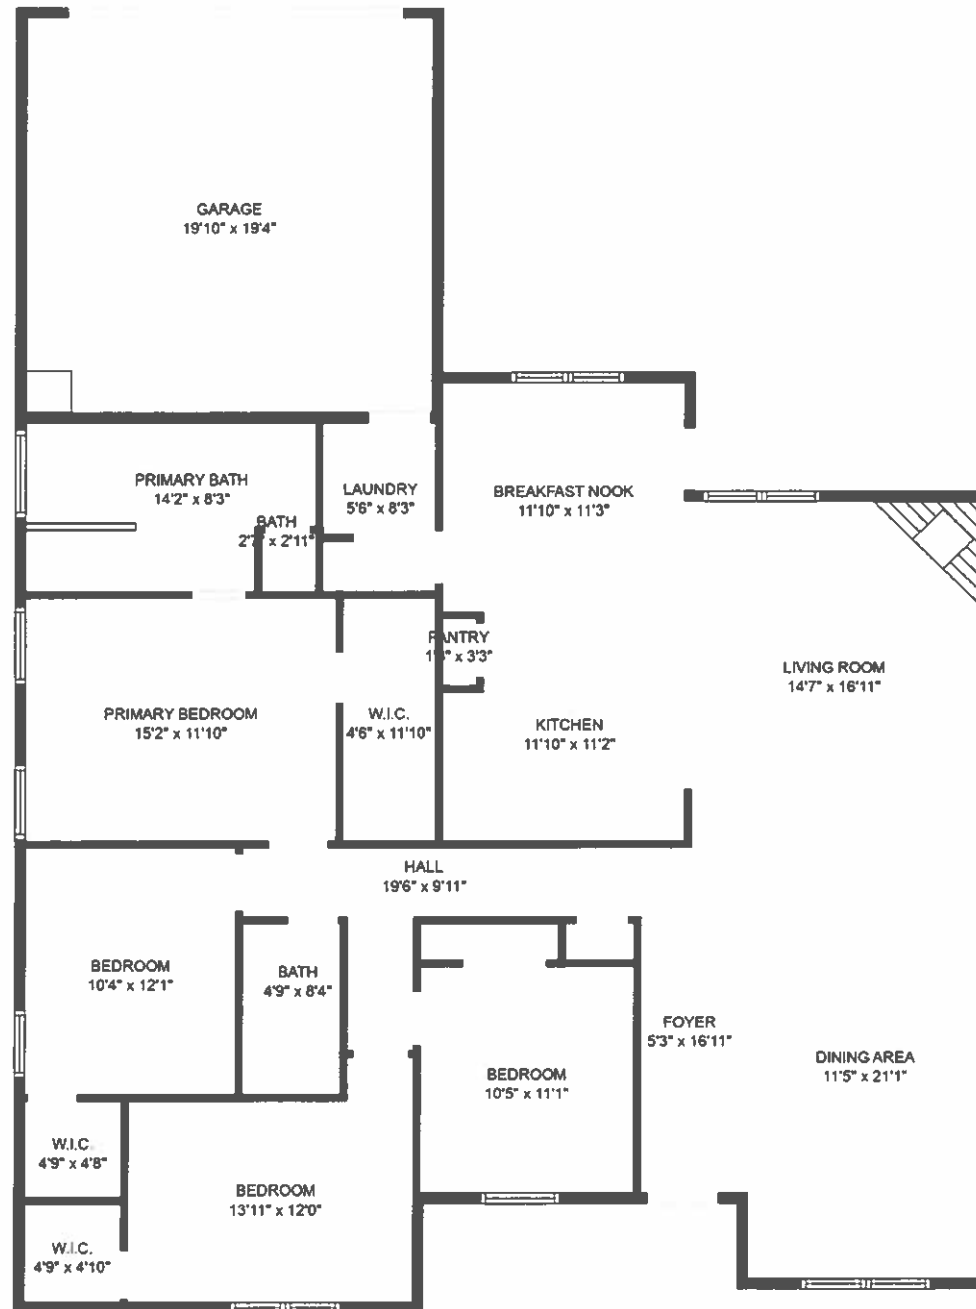 GARAGE
19'10" x 19'4"
PRIMARY BATH
14'2" x 8'3"
LAUNDRY
5'6" x 8'3"
BREAKFAST NOOK
11'10" x 11'3"
BATH
x 2'11"
PANTRY
x 3'3"
LIVING ROOM
14'7" x 16'11"
PRIMARY BEDROOM
15'2" x 11'10"
W.I.C.
4'6" x 11'10"
KITCHEN
11'10" x 11'2"
HALL
19'6" x 9'11"
BEDROOM
10'4" x 12'1"
BATH
4'9" x 8'4"
FOYER
5'3" x 16'11"
DINING AREA
11'5" x 21'1"
BEDROOM
10'5" x 11'1"
W.I.C.
4'9" x 4'8"
BEDROOM
13'11" x 12'0"
W.I.C.
4'9" x 4'10"